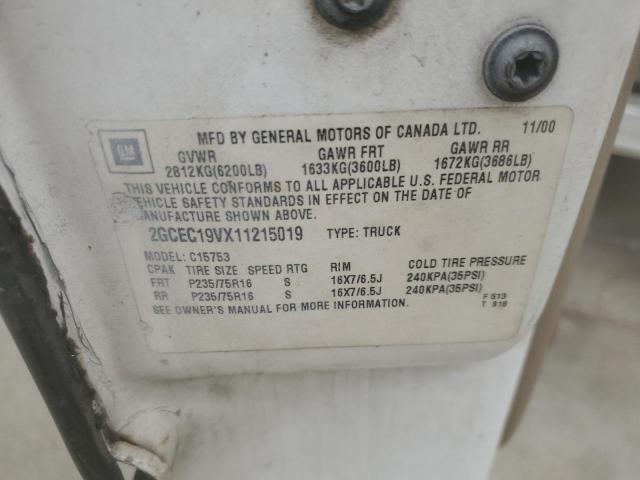 GM
MFD BY GENERAL MOTORS OF CANADA LTD. 11/00
GVWR GAWR FRT GAWR RR
2812KG(6200LB) 1633KG(3600LB) 1672KG(3686LB)
THIS VEHICLE CONFORMS TO ALL APPLICABLE U.S. FEDERAL MOTOR
VEHICLE SAFETY STANDARDS IN EFFECT ON THE DATE OF
MANUFACTURE SHOWN ABOVE.
2GCEC19VX11215019 TYPE: TRUCK
MODEL: C15753
CPAK TIRE SIZE SPEED RTG RIM COLD TIRE PRESSURE
FRT P235/75R16 S 16X7/6.5J 240KPA(35PSI)
RR P235/75R16 S 16X7/6.5J 240KPA(35PSI)
SEE OWNER'S MANUAL FOR MORE INFORMATION.
F 513
T 818